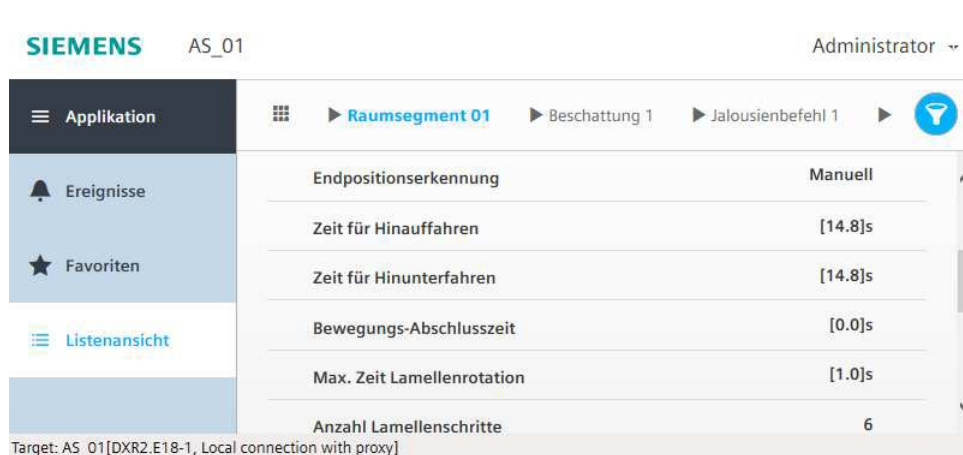 SIEMENS AS_01 Administrator
Applikation
Raumsegment 01 Beschattung 1 Jalousienbefehl 1
Ereignisse
Favoriten
Listenansicht
Endpositionserkennung Manuell
Zeit für Hinauffahren [14.8]s
Zeit für Hinunterfahren [14.8]s
Bewegungs-Abschlusszeit [0.0]s
Max. Zeit Lamellenrotation [1.0]s
Anzahl Lamellenschritte 6
Target: AS_01[DXR2.E18-1, Local connection with proxy]